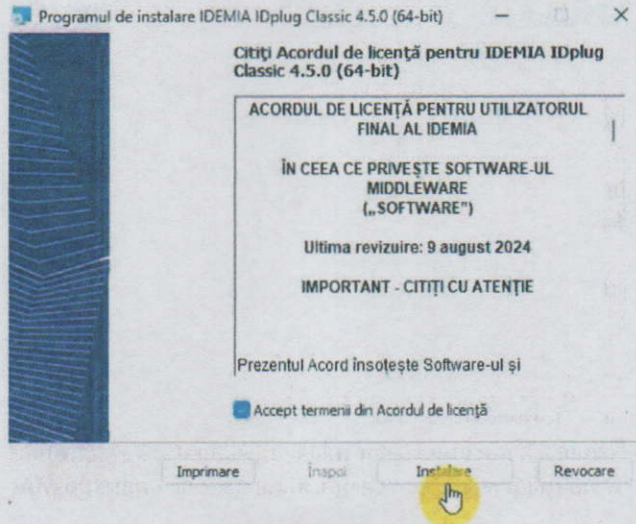 Programul de instalare IDEMIA IDplug Classic 4.5.0 (64-bit)
Citiți Acordul de licență pentru IDEMIA IDplug
Classic 4.5.0 (64-bit)
ACORDUL DE LICENȚĂ PENTRU UTILIZATORUL
FINAL AL IDEMIA
ÎN CEEA CE PRIVEȘTE SOFTWARE-UL
MIDDLEWARE
(„SOFTWARE”)
Ultima revizuire: 9 august 2024
IMPORTANT - CITIȚI CU ATENȚIE
Prezentul Acord însoțește Software-ul și
Accept termenii din Acordul de licență
Imprimare Înapoi Instalare Revocare